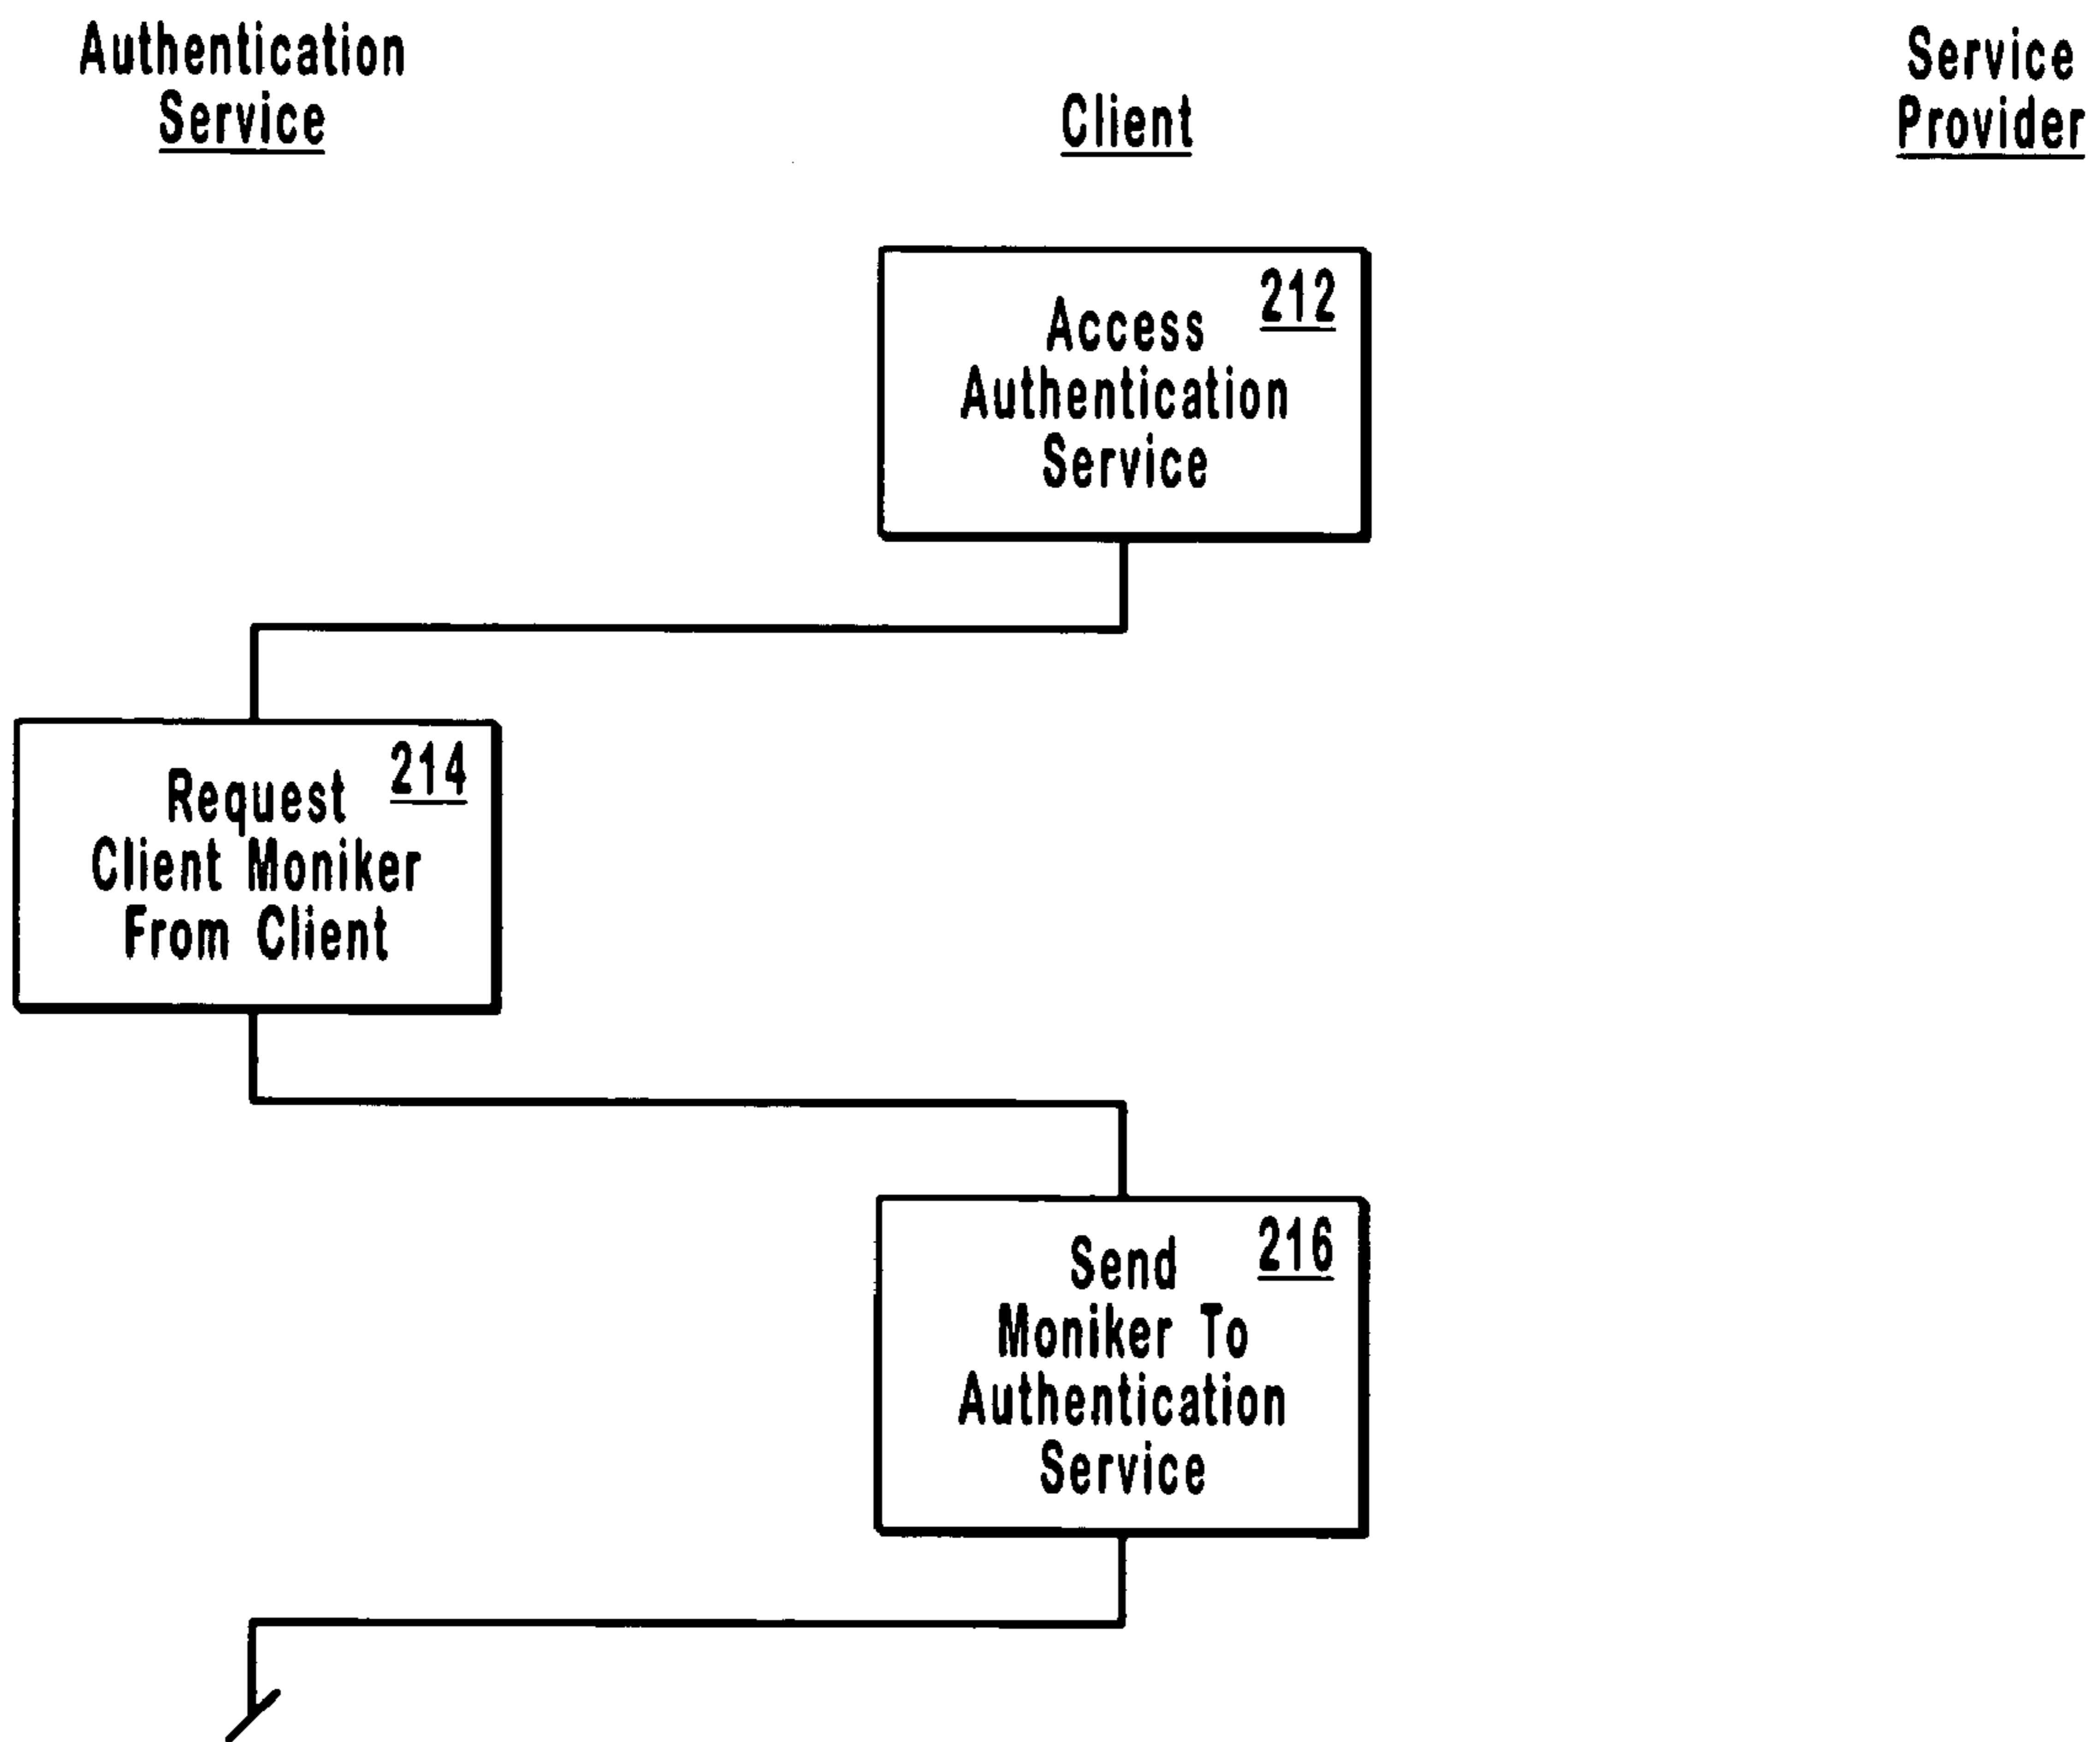 Authentication
Service
Client
Service
Provider
212
Access
Authentication
Service
214
Request
Client Moniker
From Client
216
Send
Moniker To
Authentication
Service